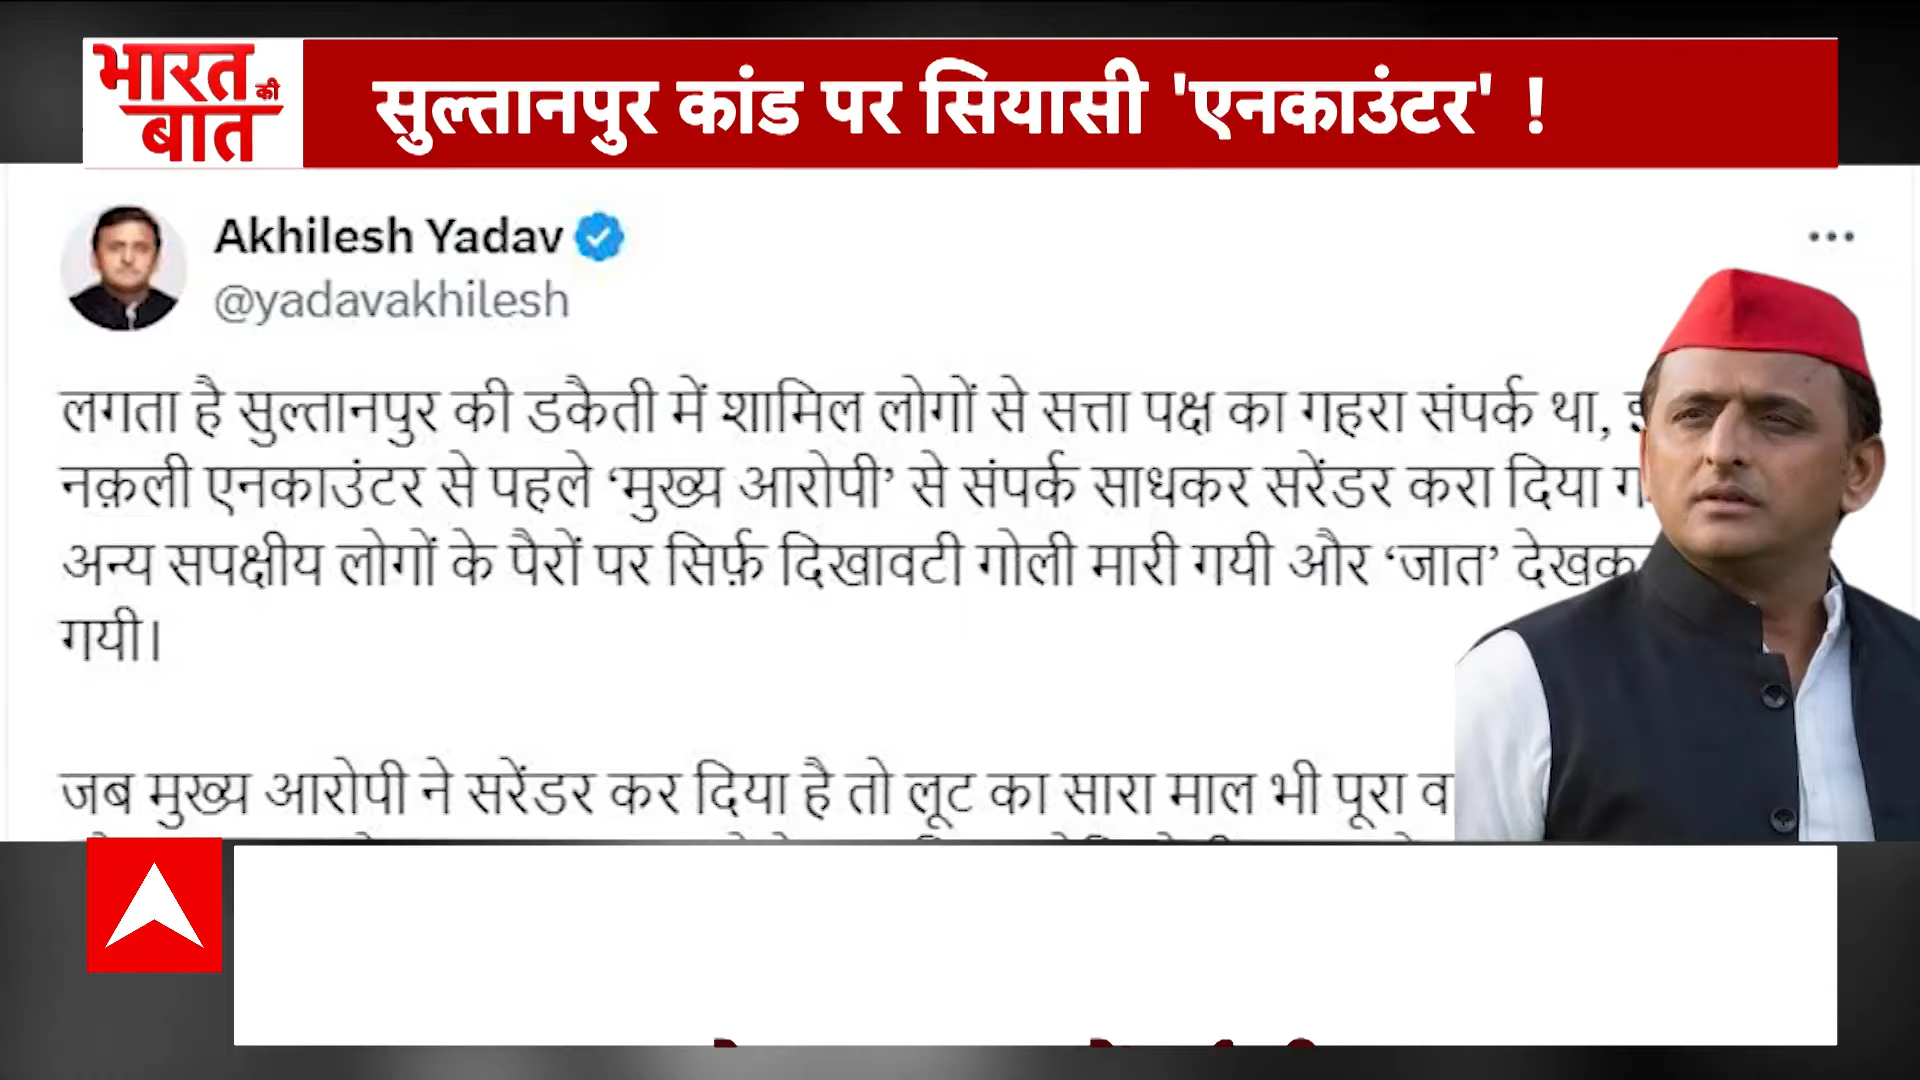 भारत की बात
सुल्तानपुर कांड पर सियासी 'एनकाउंटर' !
Akhilesh Yadav
@yadavakhilesh
लगता है सुल्तानपुर की डकैती में शामिल लोगों से सत्ता पक्ष का गहरा संपर्क था,
नक़ली एनकाउंटर से पहले ‘मुख्य आरोपी’ से संपर्क साधकर सरेंडर करा दिया
अन्य सपक्षीय लोगों के पैरों पर सिर्फ़ दिखावटी गोली मारी गयी और ‘जात’
गयी।
जब मुख्य आरोपी ने सरेंडर कर दिया है तो लूट का सारा माल भी पूरा